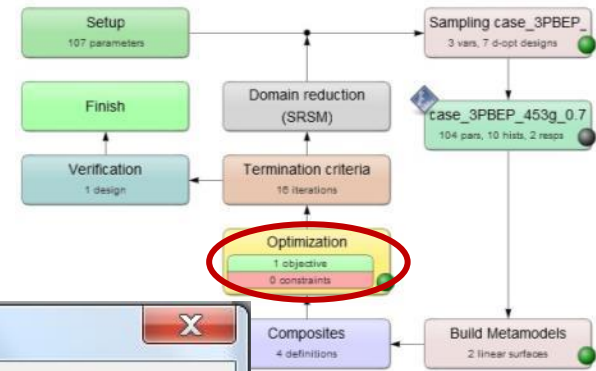 Setup
107 parameters
Sampling case_3PBEP_
3 vars, 7 d-opt designs
Finish
Domain reduction
(SRSM)
case_3PBEP_453g_0.7
104 pars, 10 hists, 2 resps
Verification
1 design
Termination criteria
16 iterations
Optimization
1 objective
0 constraints
X
Composites
4 definitions
Build Metamodels
2 linear surfaces